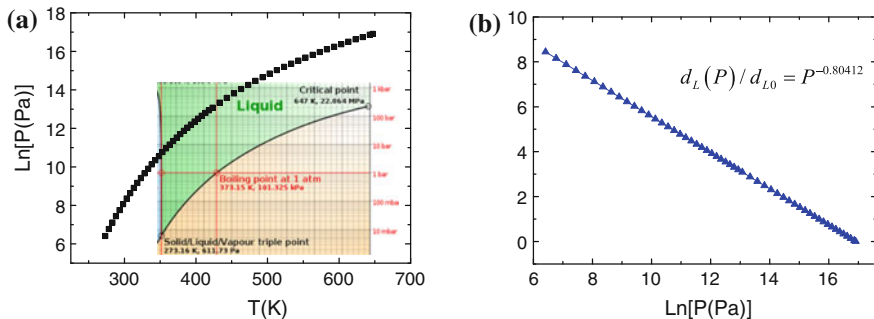 (a)
18
16
14
12
10
8
6
Ln[P(Pa)]
Critical point
647 K, 22.064 MPa
Liquid
1 kbar
100 bar
10 bar
1 bar
100 mbar
10 mbar
Boiling point at 1 atm
373.15 K, 101.325 kPa
Solid/Liquid/Vapour triple point
273.16 K, 611.73 Pa
300 400 500 600 700
T(K)
(b)
10
8
6
4
2
0
d_L(P)/d_{L0} = P^{-0.80412}
6 8 10 12 14 16
Ln[P(Pa)]